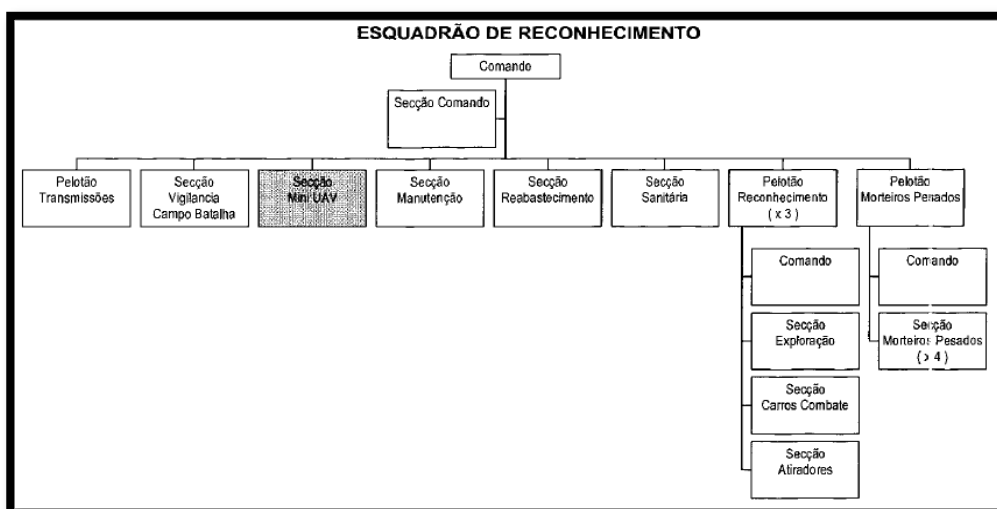 ESQUADRÃO DE RECONHECIMENTO
Comando
Secção Comando
Pelotão
Transmissões
Secção
Vigilancia
Campo Batalha
Secção
Mini UAV
Secção
Manutenção
Secção
Reabastecimento
Secção
Sanitária
Pelotão
Reconhecimento
( x 3 )
Pelotão
Morteiros Pesados
Comando
Secção
Exploração
Secção
Carros Combate
Secção
Atiradores
Comando
Secção
Morteiros Pesados
( x 4 )